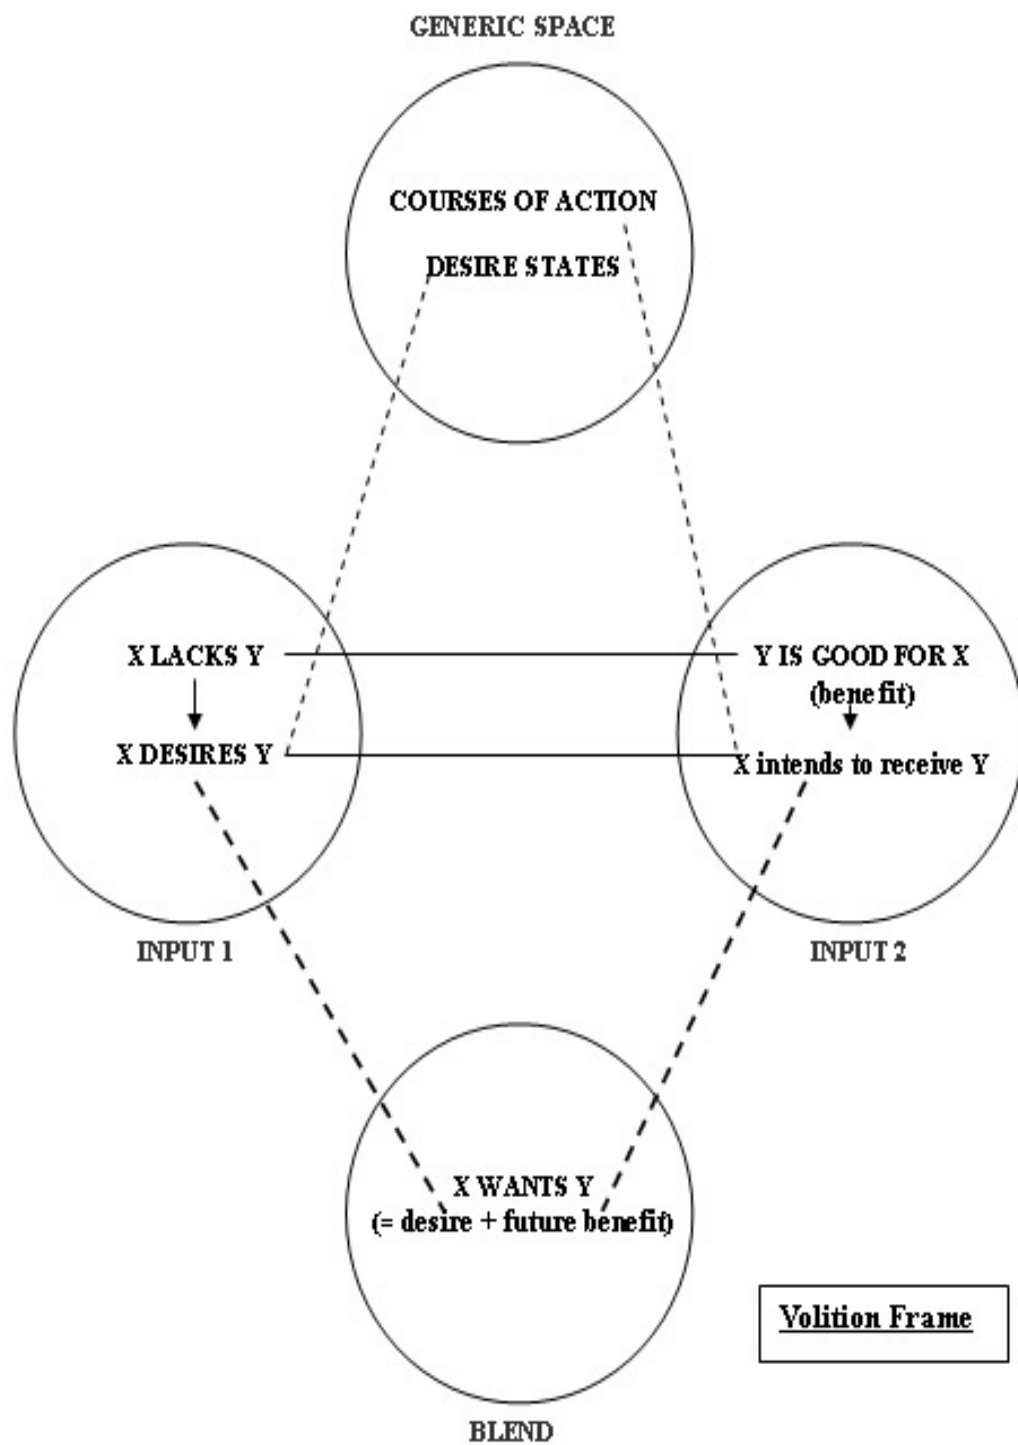 GENERIC SPACE
COURSES OF ACTION
DESIRE STATES
X LACKS Y
X DESIRES Y
INPUT 1
Y IS GOOD FOR X
(benefit)
X intends to receive Y
INPUT 2
X WANTS Y
(= desire + future benefit)
BLEND
Volition Frame